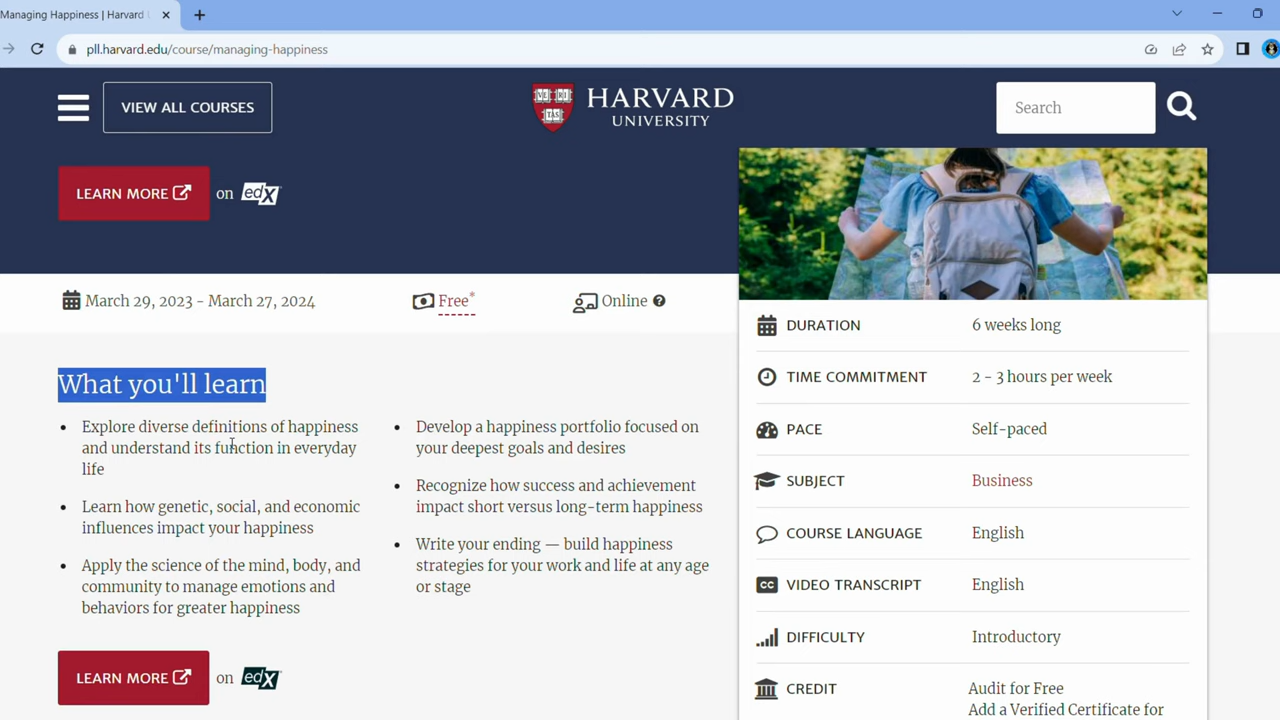 Managing Happiness | Harvard
pll.harvard.edu/course/managing-happiness
VIEW ALL COURSES
VE RI TAS
HARVARD
UNIVERSITY
Search
LEARN MORE on edX
March 29, 2023 - March 27, 2024
Free*
Online
What you'll learn
Explore diverse definitions of happiness
and understand its function in everyday
life
Learn how genetic, social, and economic
influences impact your happiness
Apply the science of the mind, body, and
community to manage emotions and
behaviors for greater happiness
Develop a happiness portfolio focused on
your deepest goals and desires
Recognize how success and achievement
impact short versus long-term happiness
Write your ending — build happiness
strategies for your work and life at any age
or stage
LEARN MORE on edX
DURATION 6 weeks long
TIME COMMITMENT 2 - 3 hours per week
PACE Self-paced
SUBJECT Business
COURSE LANGUAGE English
CC VIDEO TRANSCRIPT English
DIFFICULTY Introductory
CREDIT Audit for Free
Add a Verified Certificate for